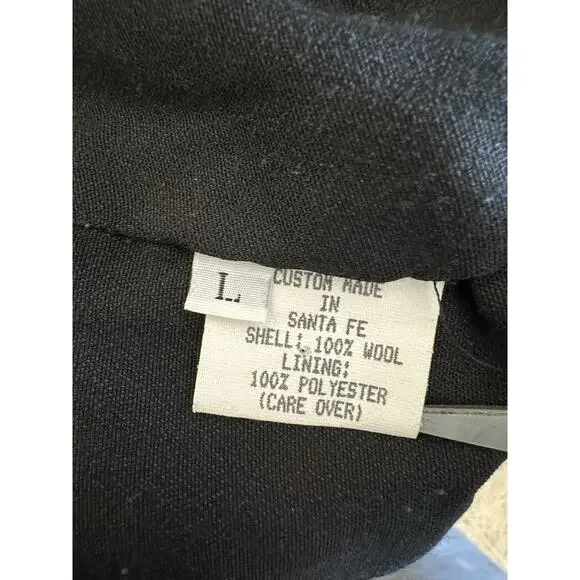 L
CUSTOM MADE
IN
SANTA FE
SHELL: 100% WOOL
LINING:
100% POLYESTER
(CARE OVER)